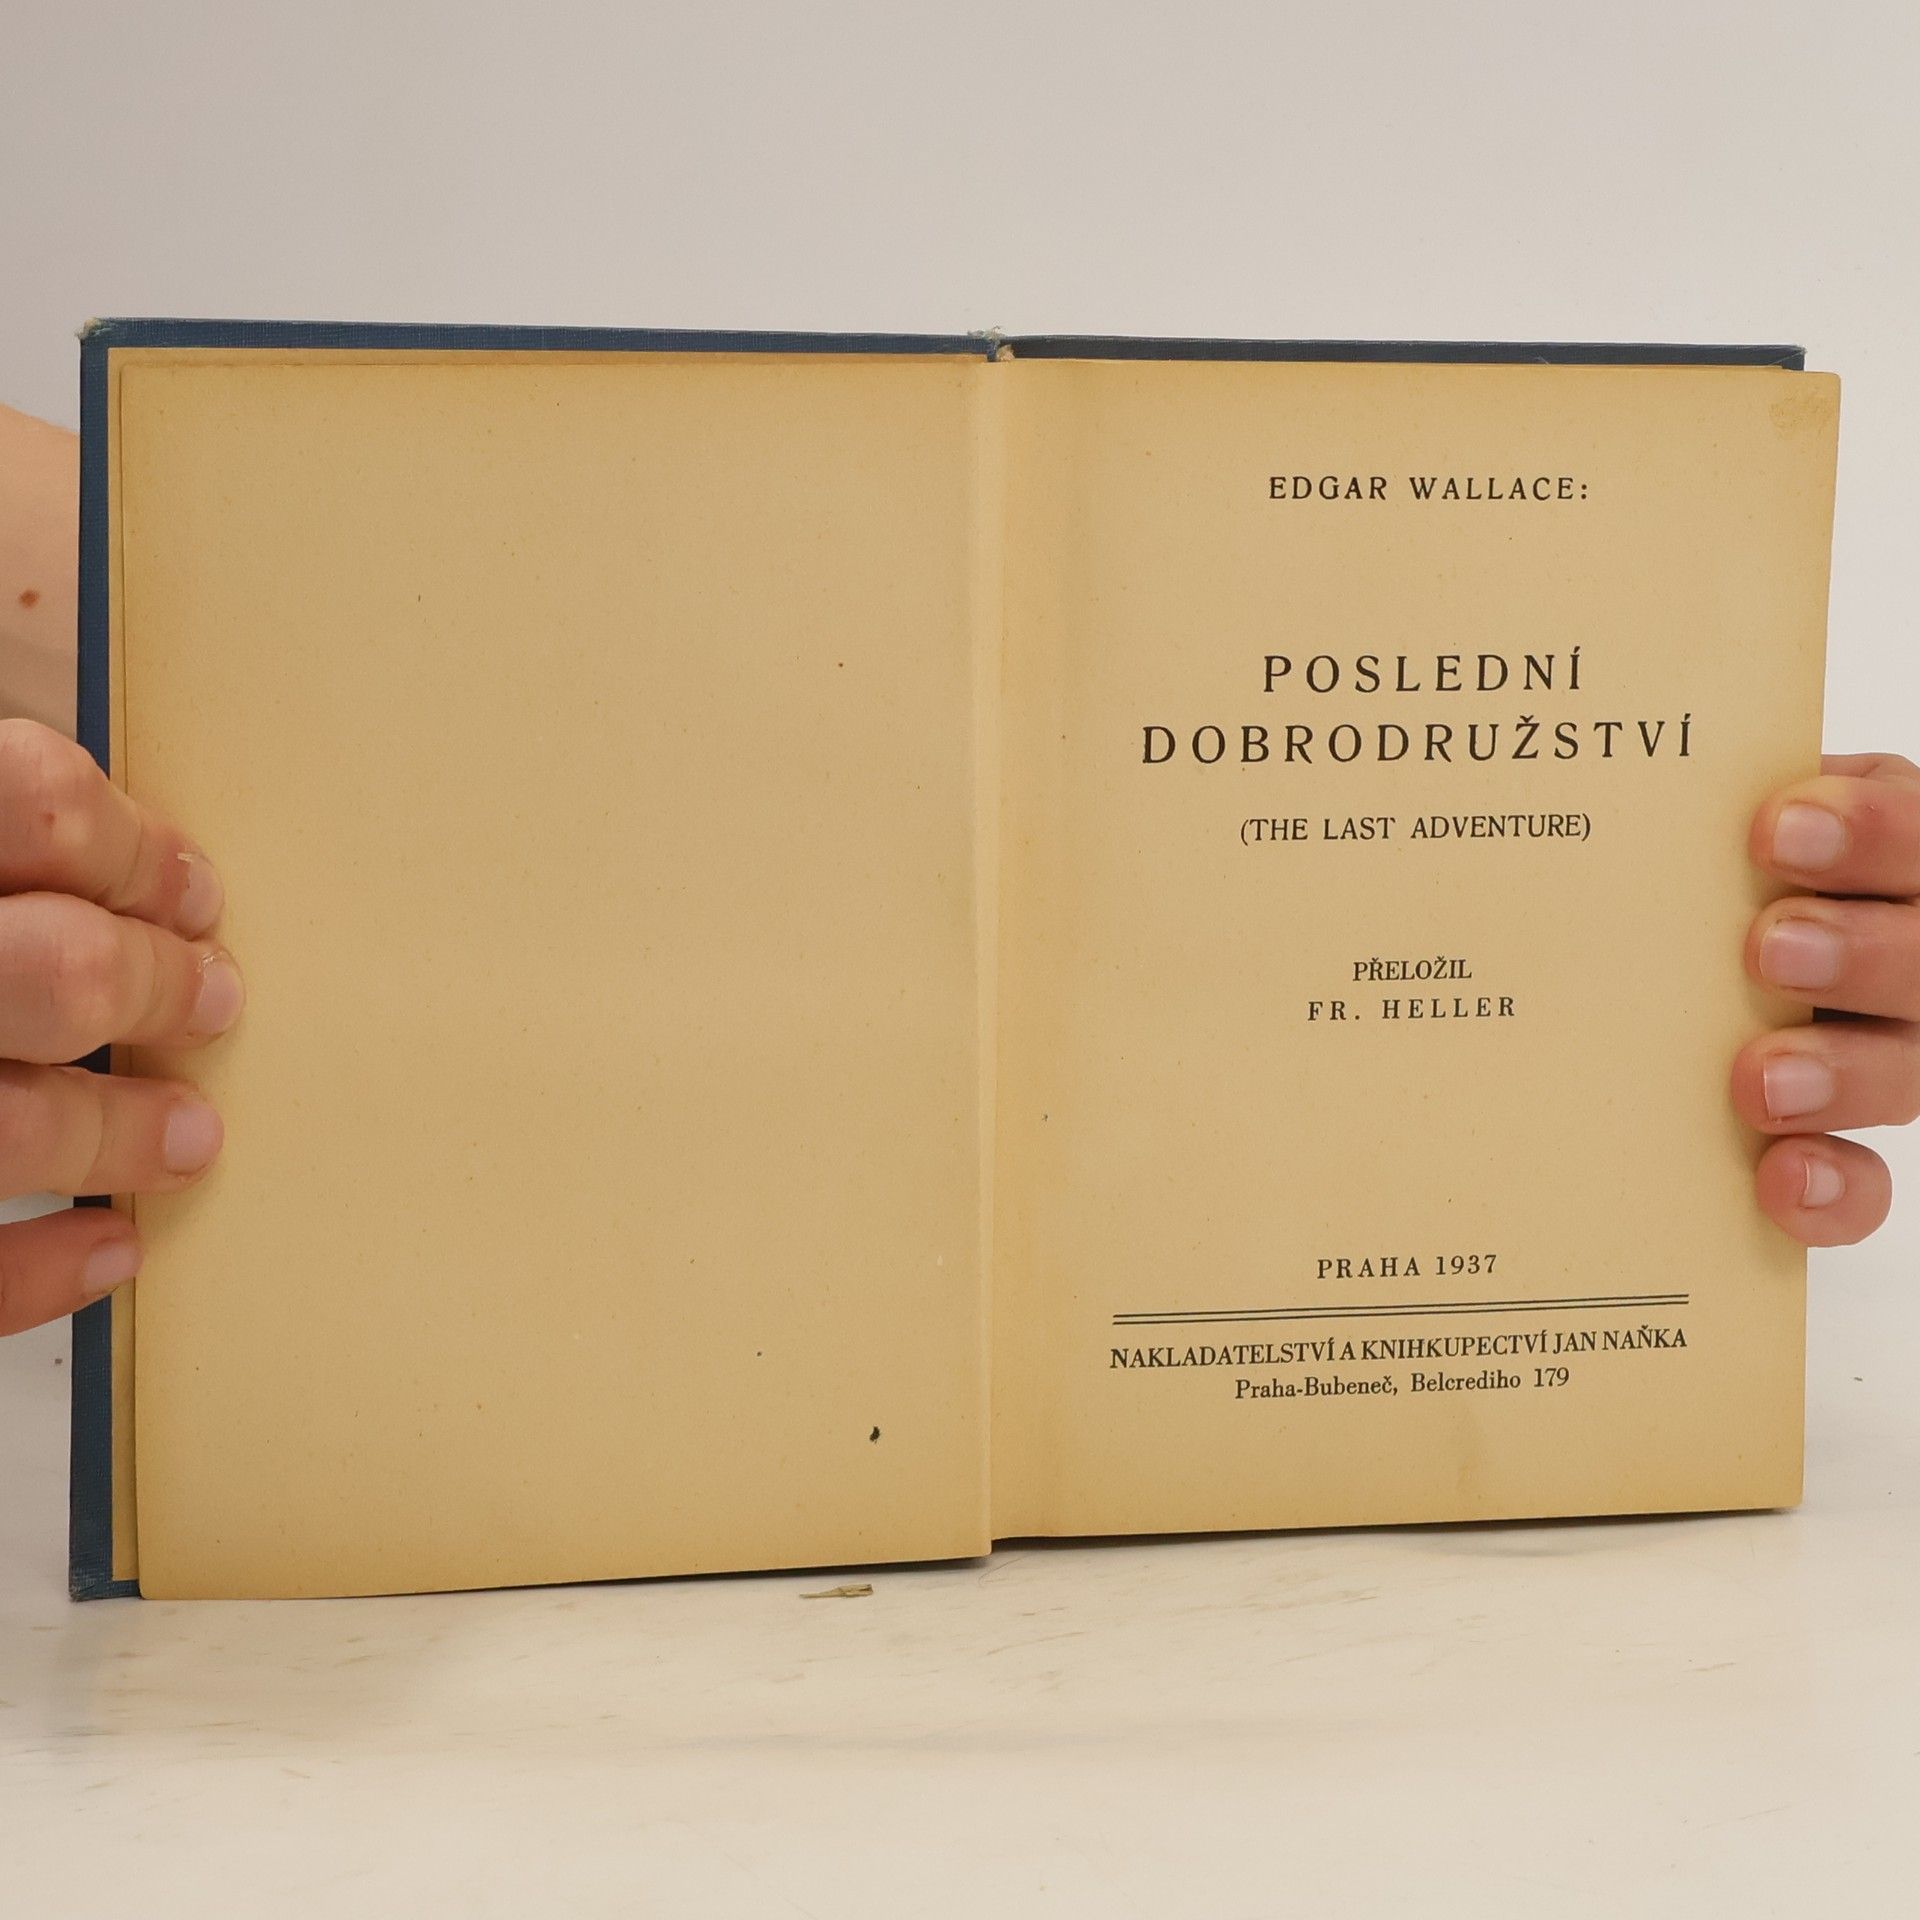 EDGAR WALLACE:
POSLEDNÍ
DOBRODRUŽSTVÍ
(THE LAST ADVENTURE)
PŘELOŽIL
FR. HELLER
PRAHA 1937
NAKLADATELSTVÍ A KNIHKUPECTVÍ JAN NAŇKA
Praha-Bubeneč, Belcrediho 179